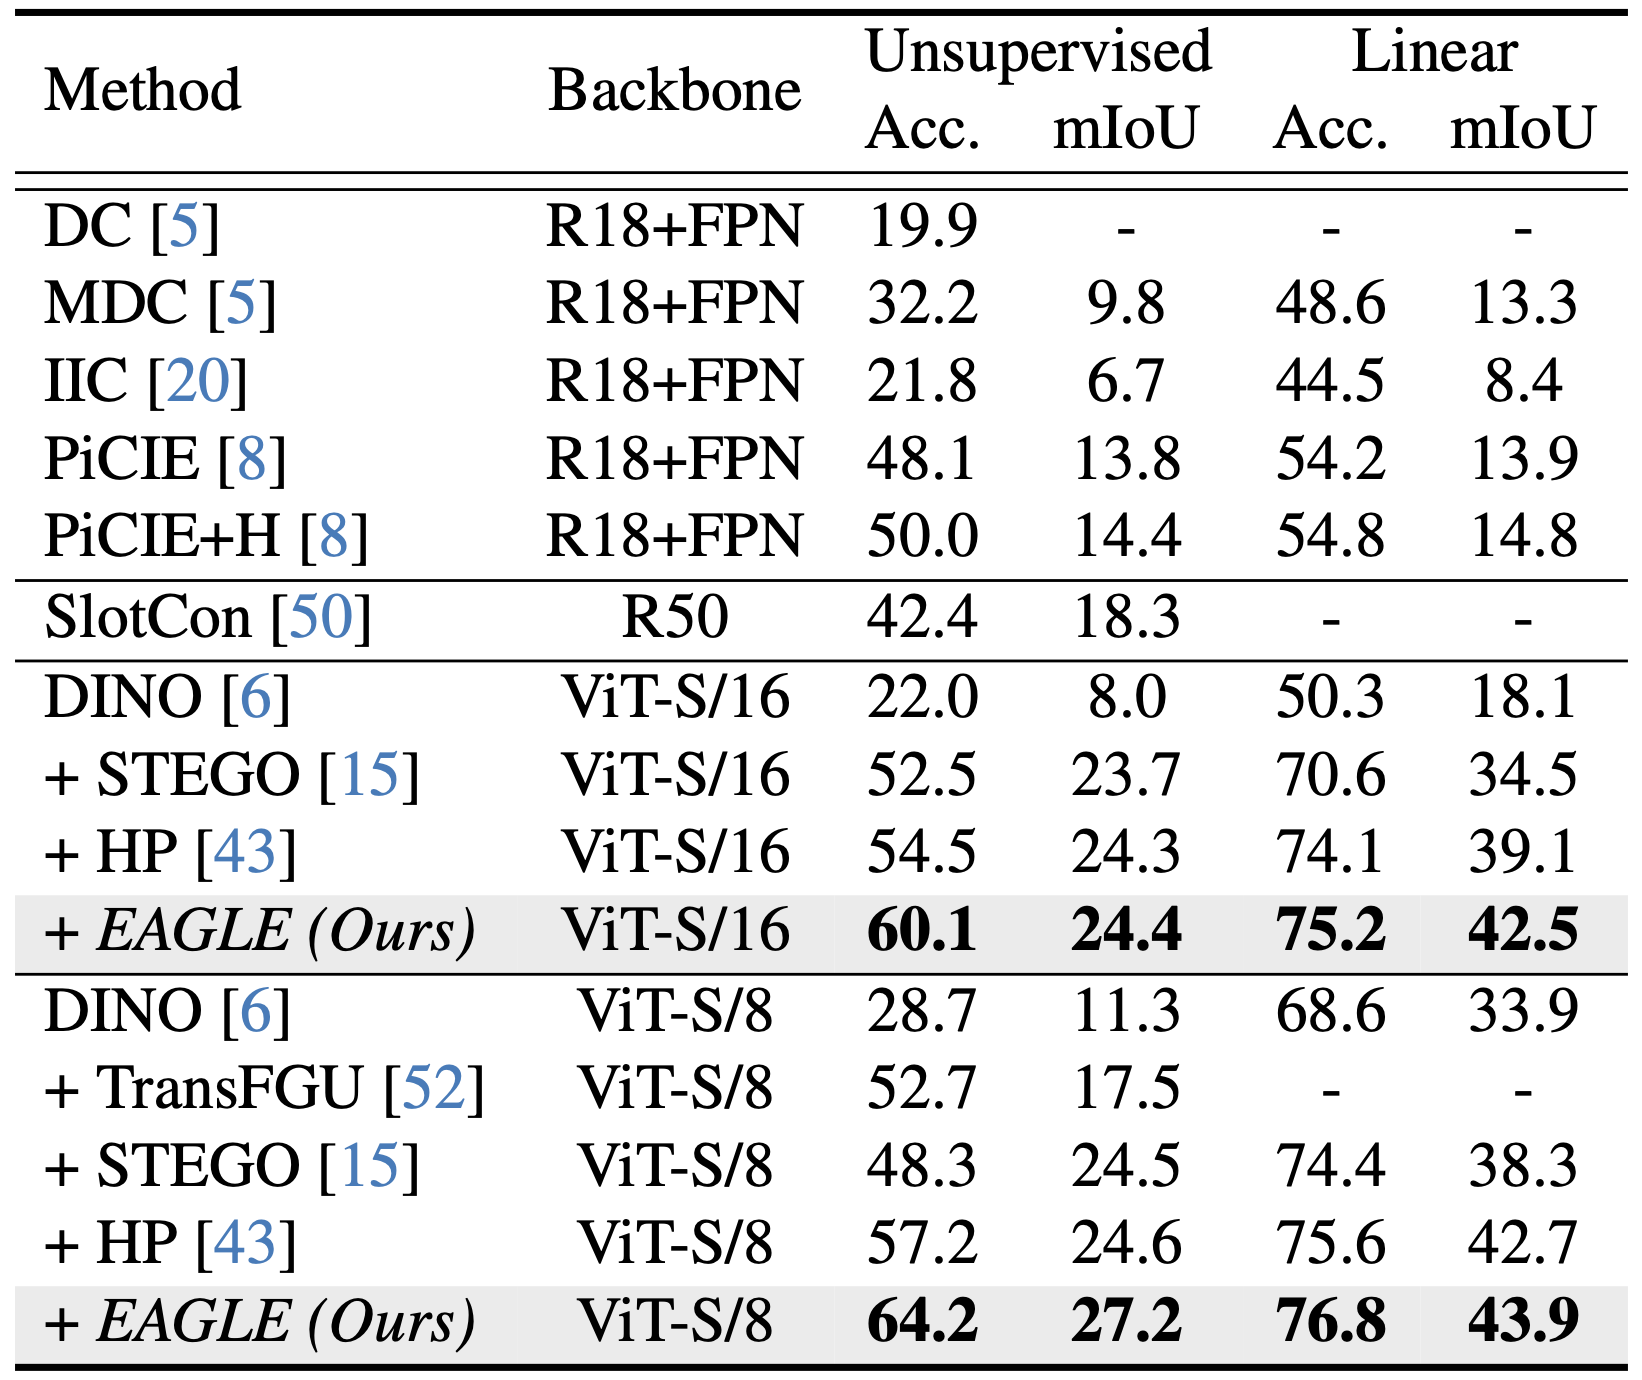 Method Backbone Unsupervised Linear
Acc. mIoU Acc. mIoU
DC [5] R18+FPN 19.9 - - -
MDC [5] R18+FPN 32.2 9.8 48.6 13.3
IIC [20] R18+FPN 21.8 6.7 44.5 8.4
PiCIE [8] R18+FPN 48.1 13.8 54.2 13.9
PiCIE+H [8] R18+FPN 50.0 14.4 54.8 14.8
SlotCon [50] R50 42.4 18.3 - -
DINO [6] ViT-S/16 22.0 8.0 50.3 18.1
+ STEGO [15] ViT-S/16 52.5 23.7 70.6 34.5
+ HP [43] ViT-S/16 54.5 24.3 74.1 39.1
+ EAGLE (Ours) ViT-S/16 60.1 24.4 75.2 42.5
DINO [6] ViT-S/8 28.7 11.3 68.6 33.9
+ TransFGU [52] ViT-S/8 52.7 17.5 - -
+ STEGO [15] ViT-S/8 48.3 24.5 74.4 38.3
+ HP [43] ViT-S/8 57.2 24.6 75.6 42.7
+ EAGLE (Ours) ViT-S/8 64.2 27.2 76.8 43.9